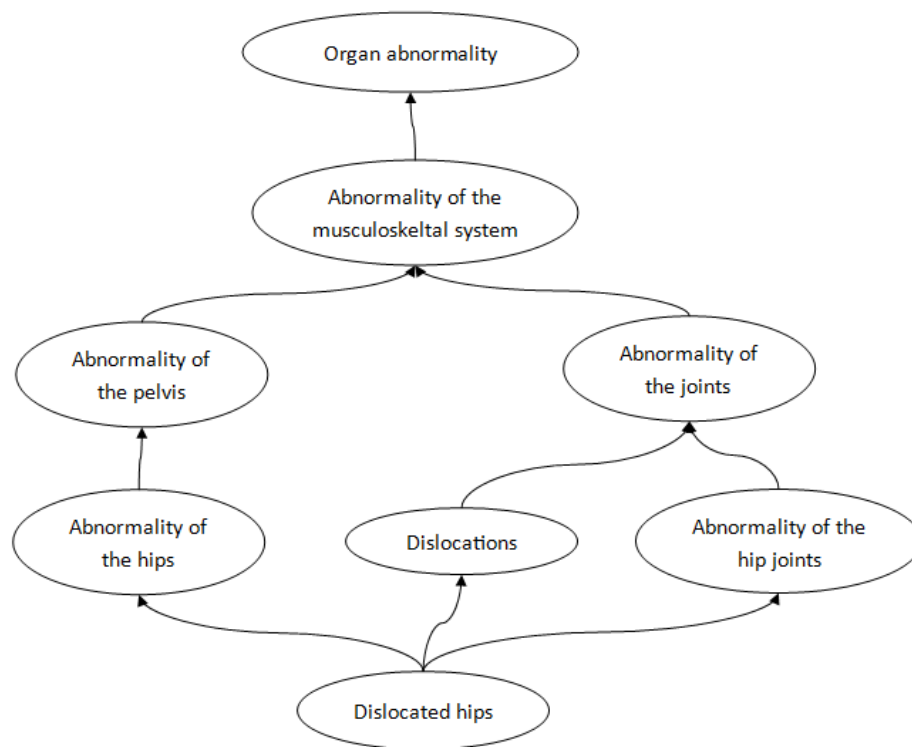 Organ abnormality
Abnormality of the
musculoskeltal system
Abnormality of
the pelvis
Abnormality of
the joints
Abnormality of
the hips
Dislocations
Abnormality of the
hip joints
Dislocated hips